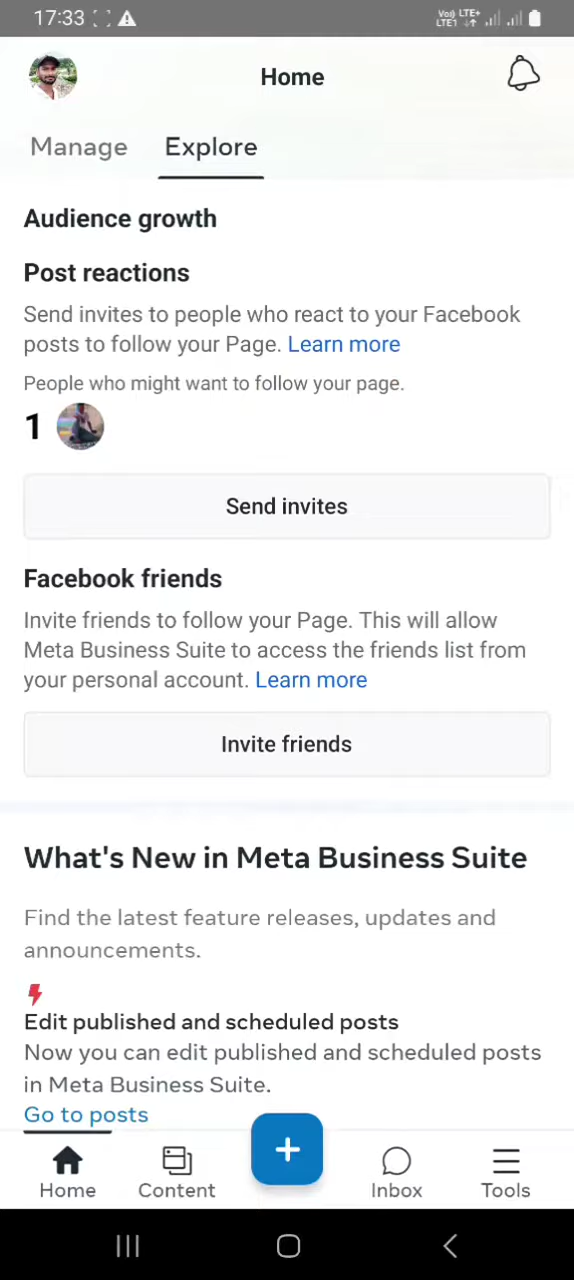 17:33
Vo)) LTE+
LTE1
Home
Manage Explore
Audience growth
Post reactions
Send invites to people who react to your Facebook
posts to follow your Page. Learn more
People who might want to follow your page.
1
Send invites
Facebook friends
Invite friends to follow your Page. This will allow
Meta Business Suite to access the friends list from
your personal account. Learn more
Invite friends
What's New in Meta Business Suite
Find the latest feature releases, updates and
announcements.
Edit published and scheduled posts
Now you can edit published and scheduled posts
in Meta Business Suite.
Go to posts
Home Content Inbox Tools